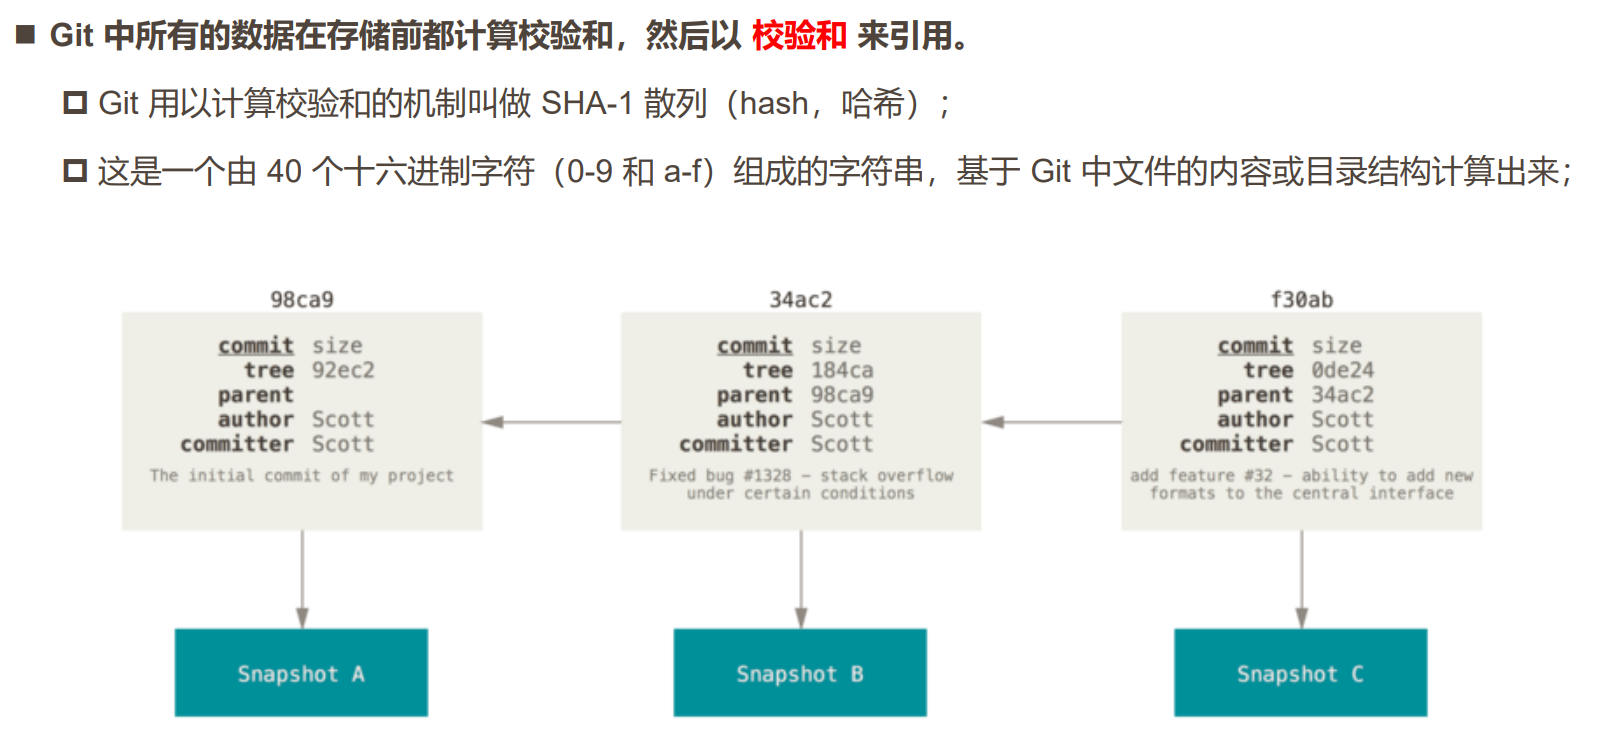 Git 中所有的数据在存储前都计算校验和，然后以 校验和 来引用。
Git 用以计算校验和的机制叫做 SHA-1 散列（hash，哈希）；
这是一个由 40 个十六进制字符（0-9 和 a-f）组成的字符串，基于 Git 中文件的内容或目录结构计算出来；
98ca9
commit size
tree 92ec2
parent
author Scott
committer Scott
The initial commit of my project
34ac2
commit size
tree 184ca
parent 98ca9
author Scott
committer Scott
Fixed bug #1328 – stack overflow
under certain conditions
f30ab
commit size
tree 0de24
parent 34ac2
author Scott
committer Scott
add feature #32 – ability to add new
formats to the central interface
Snapshot A
Snapshot B
Snapshot C